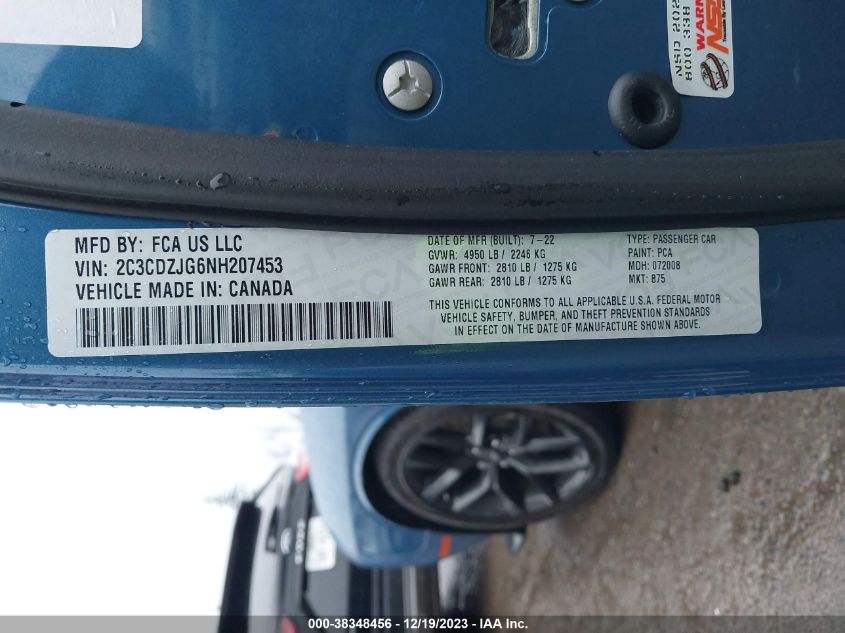 MFD BY: FCA US LLC
VIN: 2C3CDZJG6NH207453
VEHICLE MADE IN: CANADA
DATE OF MFR (BUILT): 7-22
GVWR: 4950 LB / 2246 KG
GAWR FRONT: 2810 LB / 1275 KG
GAWR REAR: 2810 LB / 1275 KG
TYPE: PASSENGER CAR
PAINT: PCA
MDH: 072008
MKT: 875
THIS VEHICLE CONFORMS TO ALL APPLICABLE U.S.A. FEDERAL MOTOR
VEHICLE SAFETY, BUMPER, AND THEFT PREVENTION STANDARDS
IN EFFECT ON THE DATE OF MANUFACTURE SHOWN ABOVE.
000-38348456 - 12/19/2023 - IAA Inc.